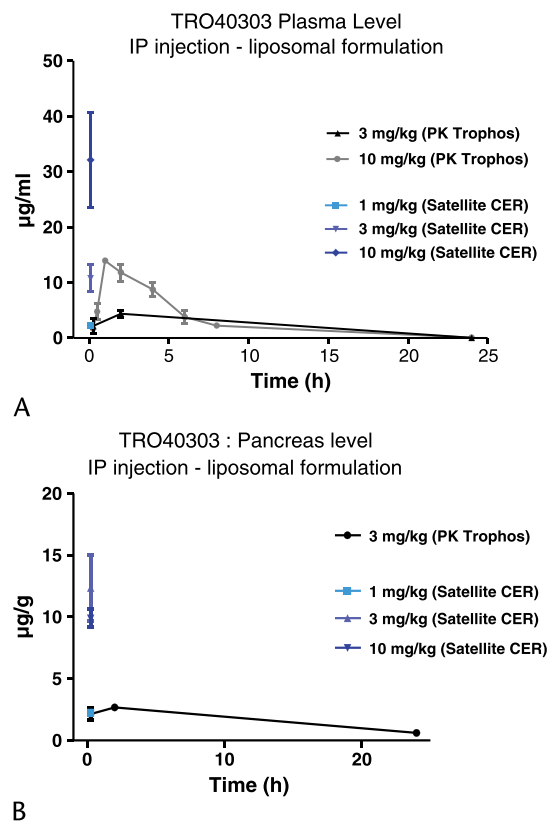 TRO40303 Plasma Level
IP injection - liposomal formulation
50
40
30
20
10
0
µg/ml
3 mg/kg (PK Trophos)
10 mg/kg (PK Trophos)
1 mg/kg (Satellite CER)
3 mg/kg (Satellite CER)
10 mg/kg (Satellite CER)
0 5 10 15 20 25
Time (h)
A
TRO40303 : Pancreas level
IP injection - liposomal formulation
20
15
10
5
0
µg/g
3 mg/kg (PK Trophos)
1 mg/kg (Satellite CER)
3 mg/kg (Satellite CER)
10 mg/kg (Satellite CER)
0 10 20
Time (h)
B